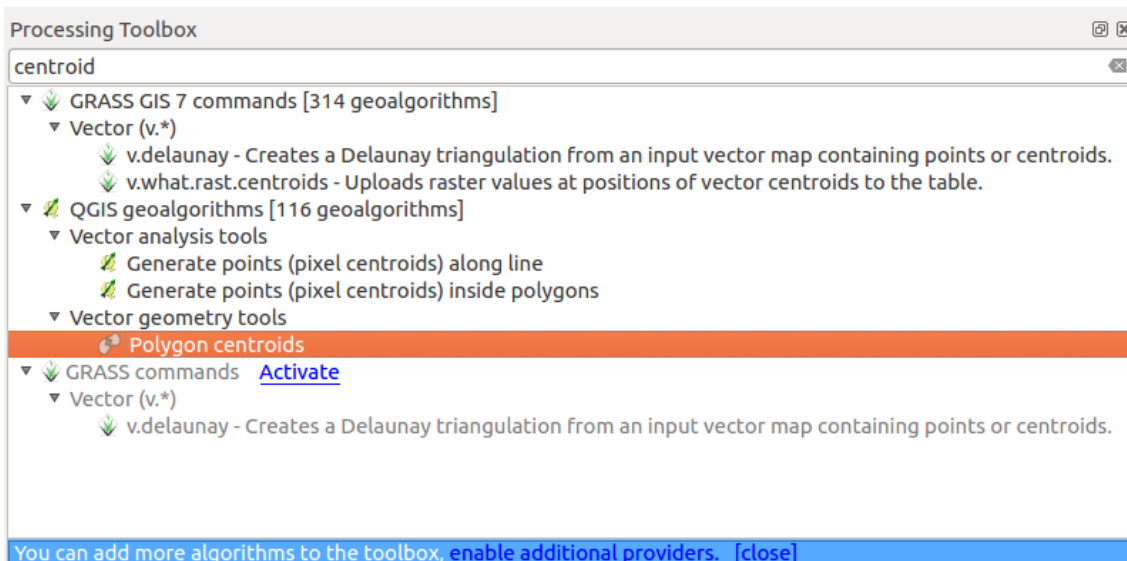 Processing Toolbox
centroid
GRASS GIS 7 commands [314 geoalgorithms]
Vector (v.*)
v.delaunay - Creates a Delaunay triangulation from an input vector map containing points or centroids.
v.what.rast.centroids - Uploads raster values at positions of vector centroids to the table.
QGIS geoalgorithms [116 geoalgorithms]
Vector analysis tools
Generate points (pixel centroids) along line
Generate points (pixel centroids) inside polygons
Vector geometry tools
Polygon centroids
GRASS commands Activate
Vector (v.*)
v.delaunay - Creates a Delaunay triangulation from an input vector map containing points or centroids.
You can add more algorithms to the toolbox, enable additional providers. [close]